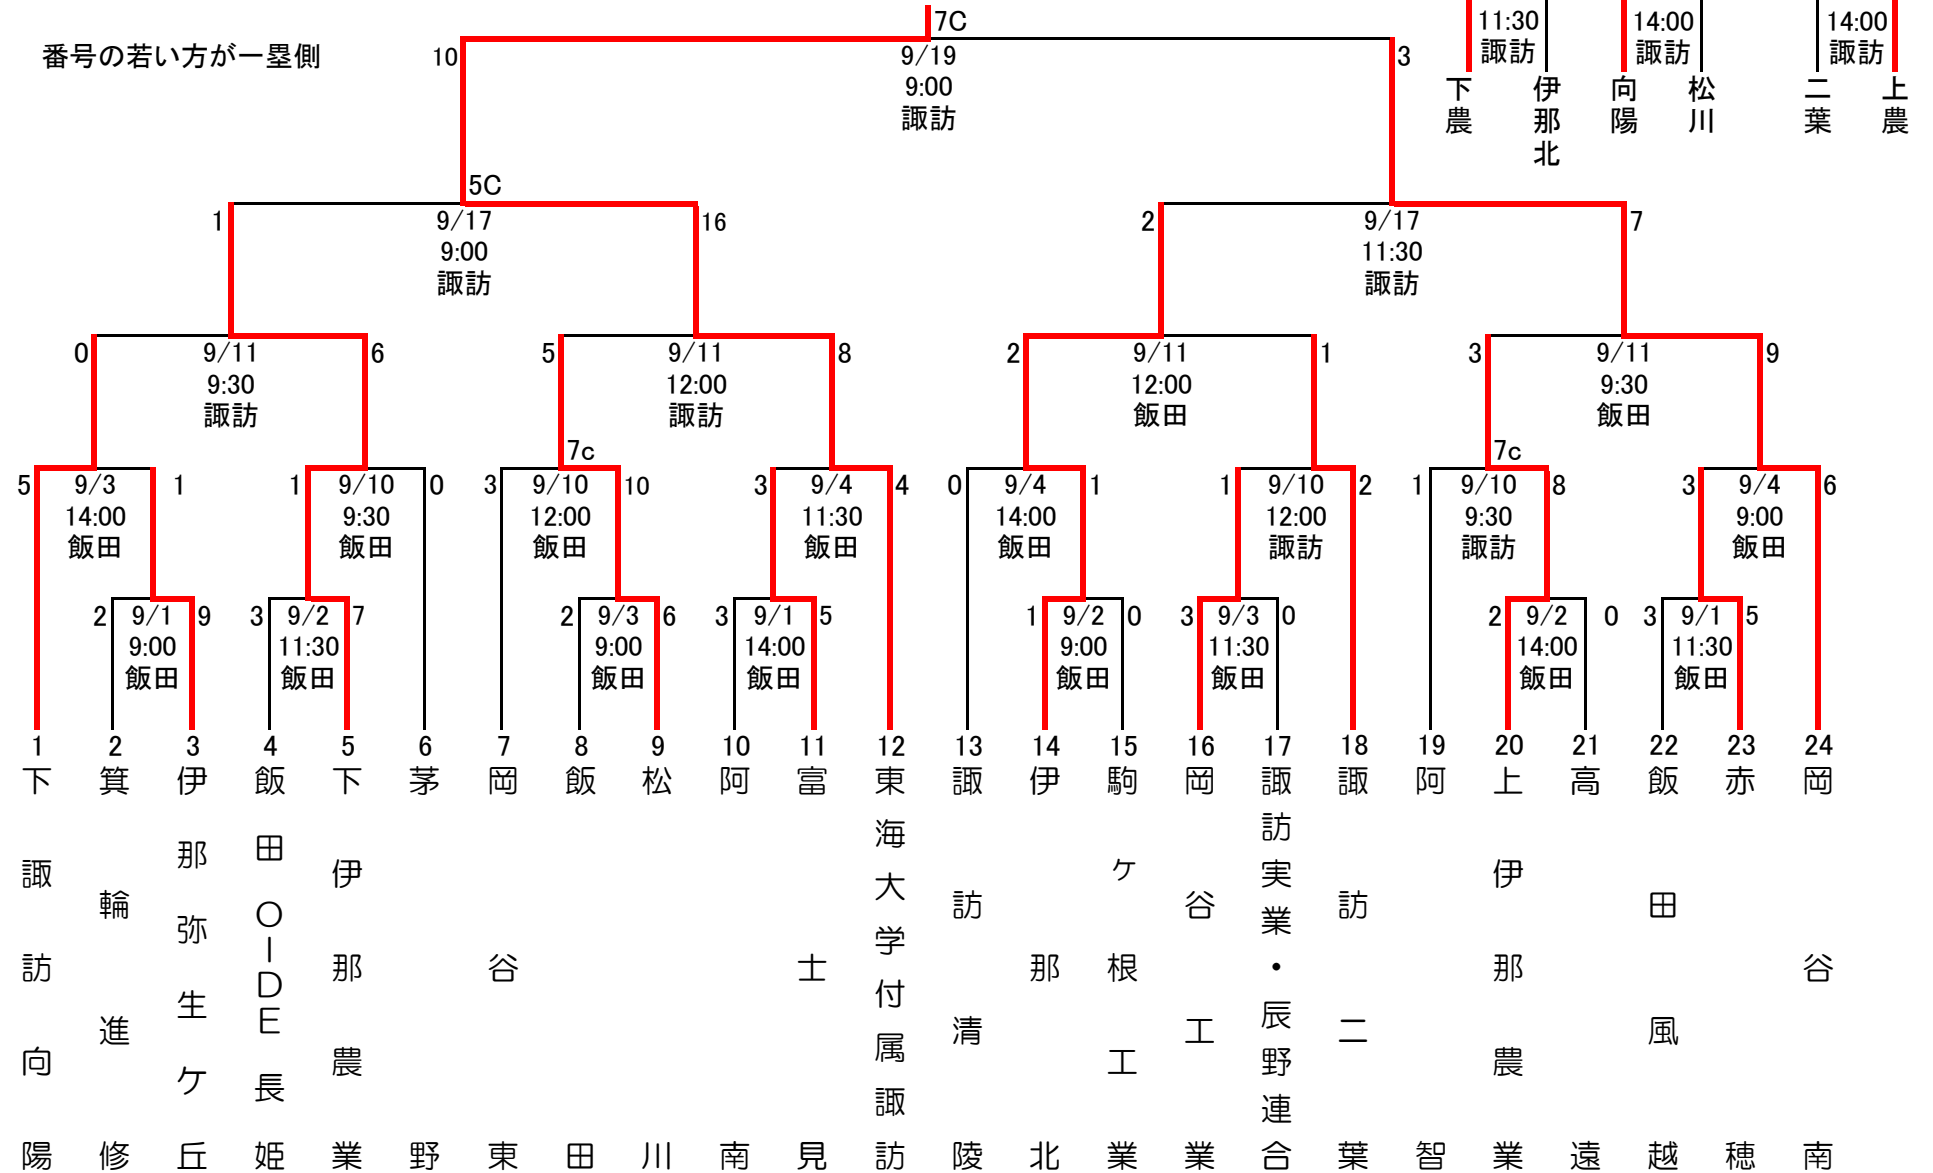 番号の若い方が一塁側
7C
10 9/19 3
9:00
諏訪
11:30 14:00 14:00
諏訪 諏訪 諏訪
下農 伊那北 向陽 松川 二葉 上農
5C
1 9/17 16 2 9/17 7
9:00 11:30
諏訪 諏訪
0 9/11 6 5 9/11 8 2 9/11 1 3 9/11 9
9:30 12:00 12:00 9:30
諏訪 諏訪 飯田 飯田
7c 7c
5 9/3 1 1 9/10 0 3 9/10 10 3 9/4 4 0 9/4 1 1 9/10 2 1 9/10 8 3 9/4 6
14:00 9:30 12:00 11:30 14:00 12:00 9:30 9:00
飯田 飯田 飯田 飯田 飯田 諏訪 諏訪 飯田
2 9/1 9 3 9/2 7 2 9/3 6 3 9/1 5 1 9/2 0 3 9/3 0 2 9/2 0 3 9/1 5
9:00 11:30 9:00 14:00 9:00 11:30 14:00 11:30
飯田 飯田 飯田 飯田 飯田 飯田 飯田 飯田
1 下諏訪向陽
2 箕輪進修
3 伊那弥生ケ丘
4 飯田OIDE長姫
5 下伊那農業
6 茅野
7 岡谷東
8 飯田
9 松川
10 阿南
11 富士見
12 東海大学付属諏訪
13 諏訪清陵
14 伊那北
15 駒ケ根工業
16 岡谷工業
17 諏訪実業・辰野連合
18 諏訪二葉
19 阿智
20 上伊那農業
21 高遠
22 飯田風越
23 赤穂
24 岡谷南